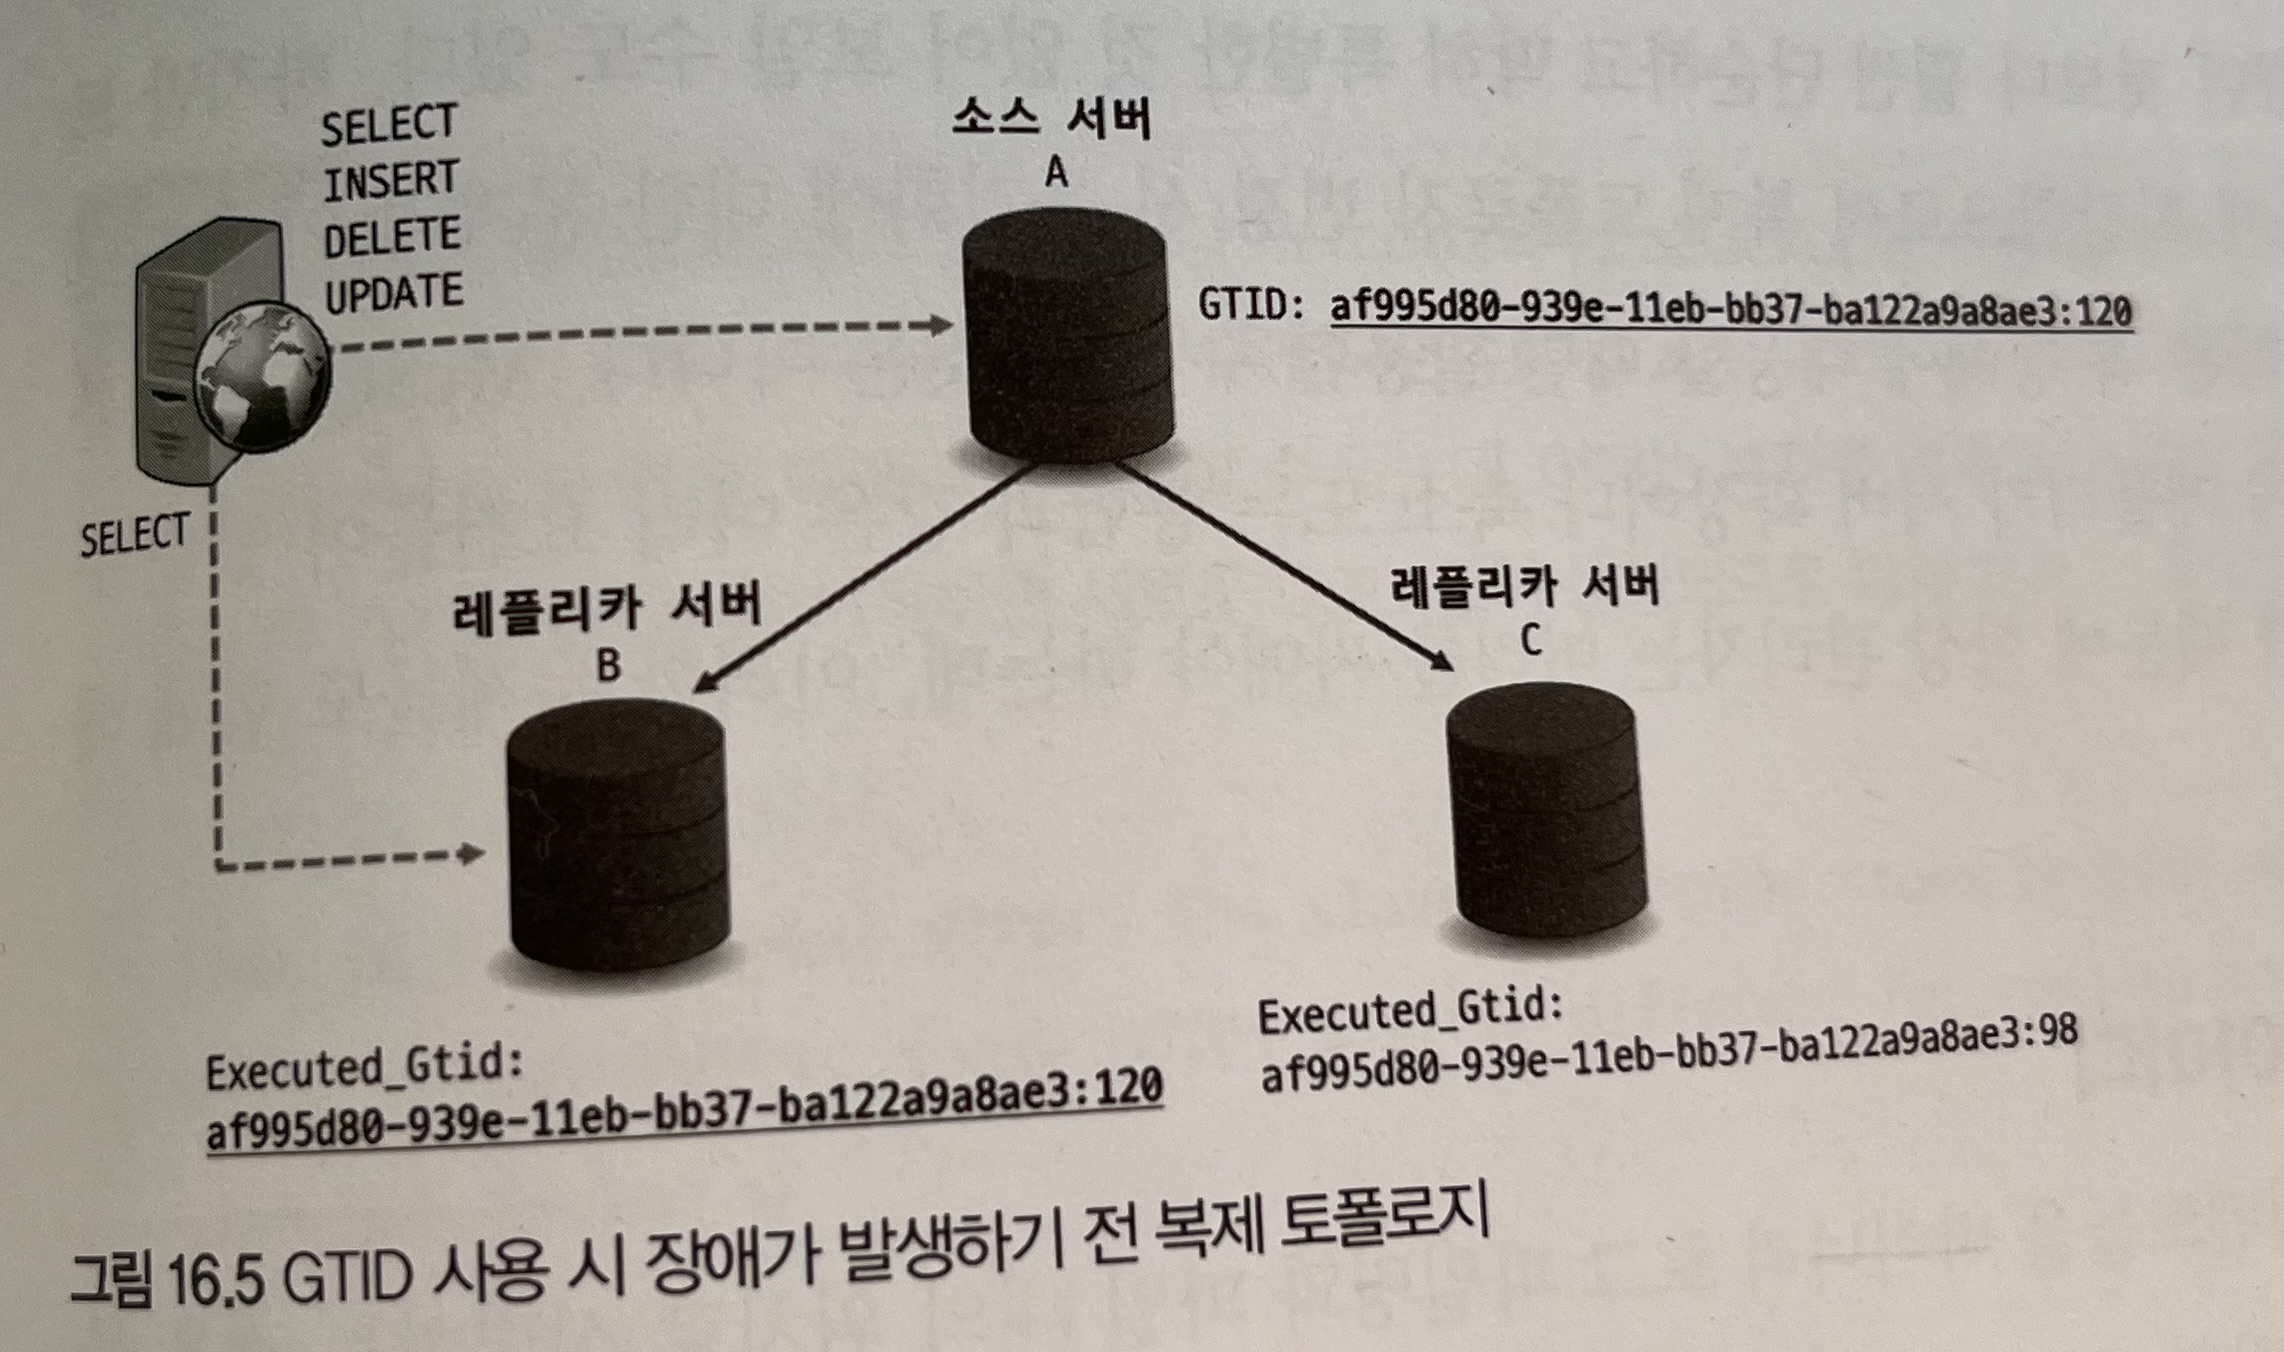 SELECT
INSERT
DELETE
UPDATE
소스 서버
A
GTID: af995d80-939e-11eb-bb37-ba122a9a8ae3:120
SELECT
레플리카 서버
B
레플리카 서버
C
Executed_Gtid:
af995d80-939e-11eb-bb37-ba122a9a8ae3:120
Executed_Gtid:
af995d80-939e-11eb-bb37-ba122a9a8ae3:98
그림 16.5 GTID 사용 시 장애가 발생하기 전 복제 토폴로지